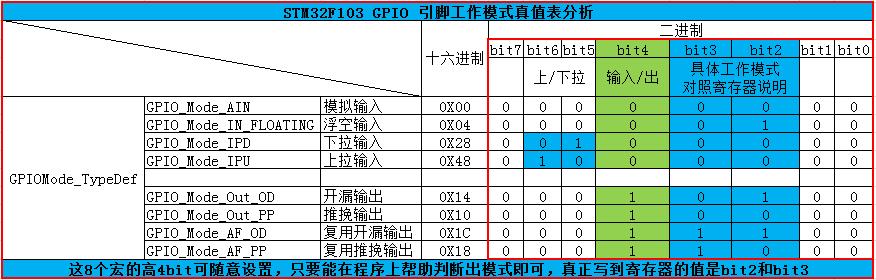 STM32F103 GPIO 引脚工作模式真值表分析
十六进制 二进制
bit7 bit6 bit5 bit4 bit3 bit2 bit1 bit0
上/下拉 输入/出 具体工作模式
对照寄存器说明
GPIOMode_TypeDef
GPIO_Mode_AIN 模拟输入 0X00 0 0 0 0 0 0 0 0
GPIO_Mode_IN_FLOATING 浮空输入 0X04 0 0 0 0 0 1 0 0
GPIO_Mode_IPD 下拉输入 0X28 0 0 1 0 0 0 0 0
GPIO_Mode_IPU 上拉输入 0X48 0 1 0 0 0 0 0 0
GPIO_Mode_Out_OD 开漏输出 0X14 0 0 0 1 0 1 0 0
GPIO_Mode_Out_PP 推挽输出 0X10 0 0 0 1 0 0 0 0
GPIO_Mode_AF_OD 复用开漏输出 0X1C 0 0 0 1 1 1 0 0
GPIO_Mode_AF_PP 复用推挽输出 0X18 0 0 0 1 1 0 0 0
这8个宏的高4bit可随意设置，只要能在程序上帮助判断出模式即可，真正写到寄存器的值是bit2和bit3